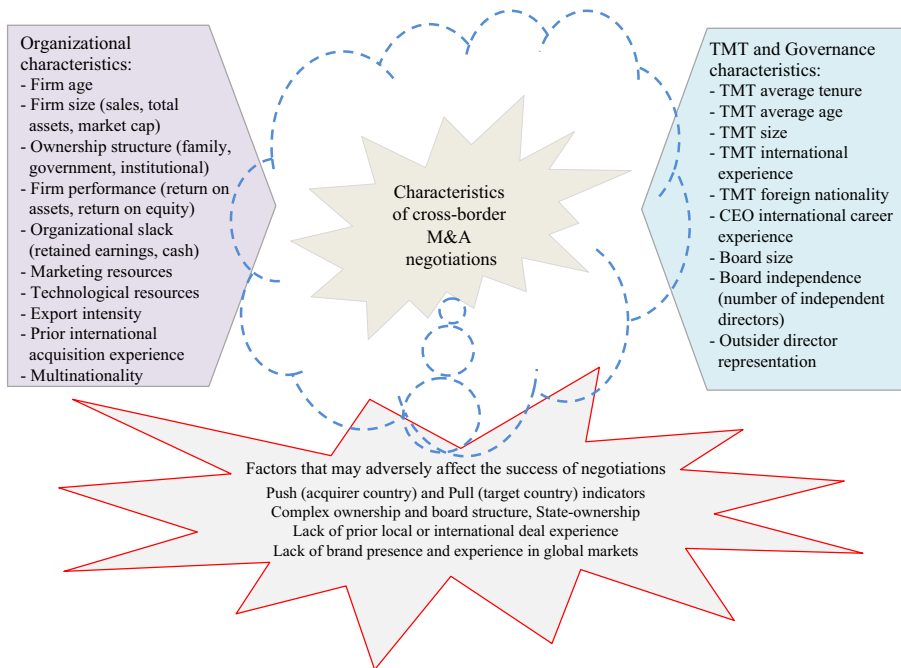 Organizational
characteristics:
- Firm age
- Firm size (sales, total
assets, market cap)
- Ownership structure (family,
government, institutional)
- Firm performance (return on
assets, return on equity)
- Organizational slack
(retained earnings, cash)
- Marketing resources
- Technological resources
- Export intensity
- Prior international
acquisition experience
- Multinationality
Characteristics
of cross-border
M&A
negotiations
TMT and Governance
characteristics:
- TMT average tenure
- TMT average age
- TMT size
- TMT international
experience
- TMT foreign nationality
- CEO international career
experience
- Board size
- Board independence
(number of independent
directors)
- Outsider director
representation
Factors that may adversely affect the success of negotiations
Push (acquirer country) and Pull (target country) indicators
Complex ownership and board structure, State-ownership
Lack of prior local or international deal experience
Lack of brand presence and experience in global markets